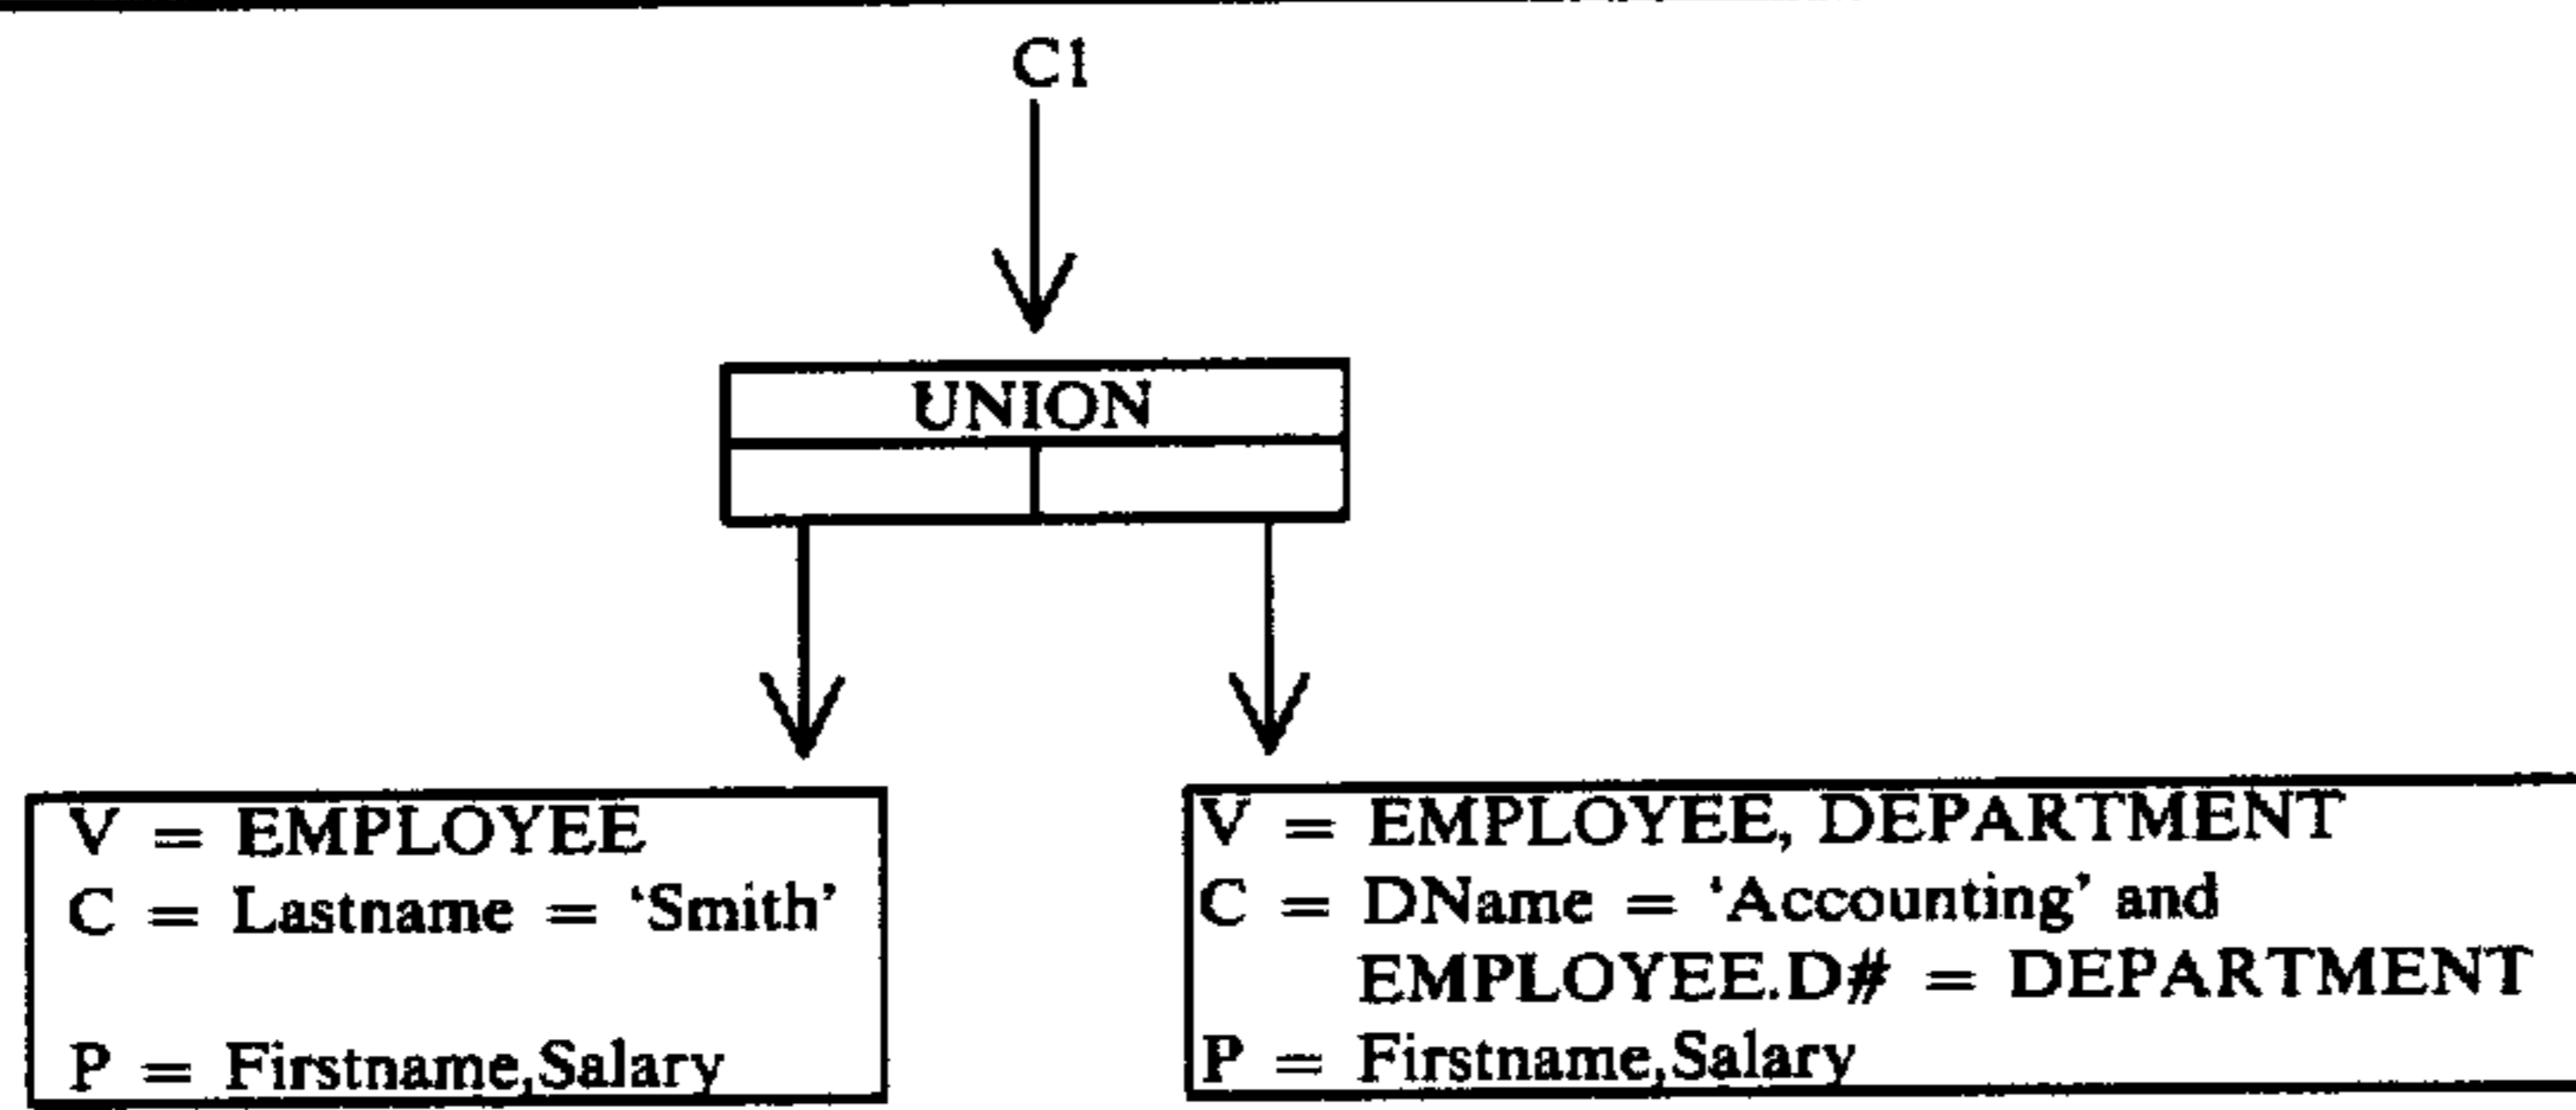 C1
UNION
V = EMPLOYEE
C = Lastname = ‘Smith’
P = Firstname,Salary
V = EMPLOYEE, DEPARTMENT
C = DName = ‘Accounting’ and
EMPLOYEE.D# = DEPARTMENT
P = Firstname,Salary